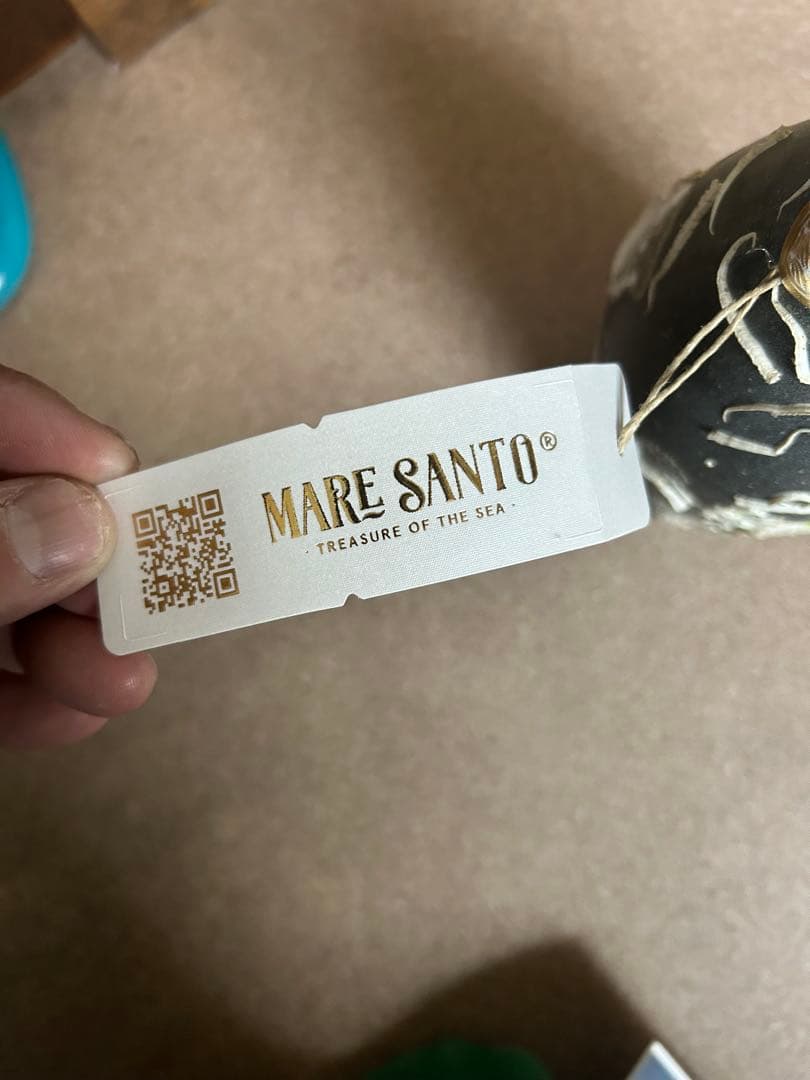 MARE SANTO®
· TREASURE OF THE SEA ·